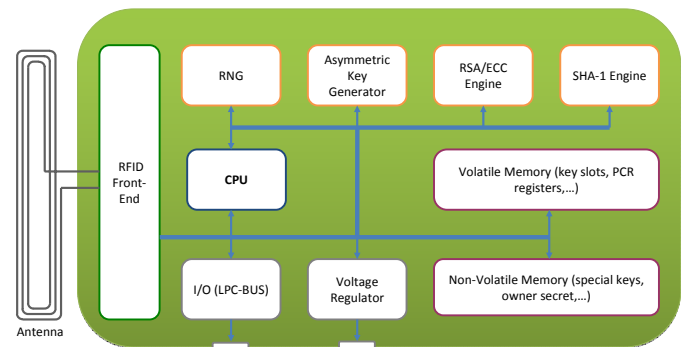 RNG
Asymmetric
Key
Generator
RSA/ECC
Engine
SHA-1 Engine
RFID
Front-
End
CPU
Volatile Memory (key slots, PCR
registers,...)
I/O (LPC-BUS)
Voltage
Regulator
Non-Volatile Memory (special keys,
owner secret,...)
Antenna